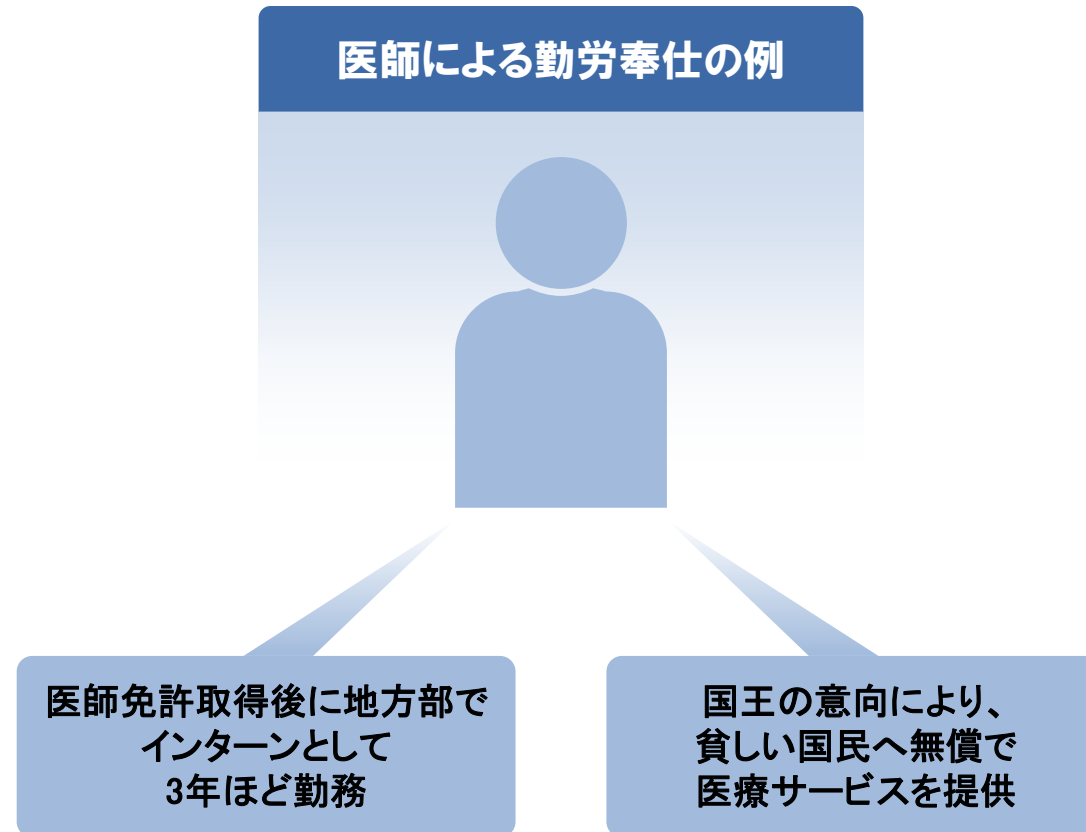 医師による勤労奉仕の例
医師免許取得後に地方部で
インターンとして
3年ほど勤務
国王の意向により、
貧しい国民へ無償で
医療サービスを提供